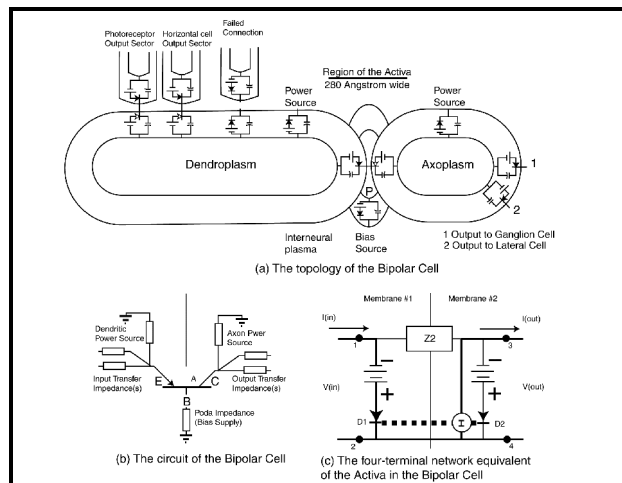 Photoreceptor
Output Sector
Horizontal cell
Output Sector
Failed
Connection
Power
Source
Region of the Activa
280 Angstrom wide
Power
Source
Dendroplasm
Axoplasm
1
P
2
Interneural
plasma
Bias
Source
1 Output to Ganglion Cell
2 Output to Lateral Cell
(a) The topology of the Bipolar Cell
Dendritic
Power Source
Axon Pwer
Source
Input Transfer
Impedance(s)
E
A
C
Output Transfer
Impedance(s)
B
Poda Impedance
(Bias Supply)
(b) The circuit of the Bipolar Cell
Membrane #1
Membrane #2
I(in)
I(out)
Z2
1
3
V(in)
V(out)
D1
I
D2
2
4
(c) The four-terminal network equivalent
of the Activa in the Bipolar Cell